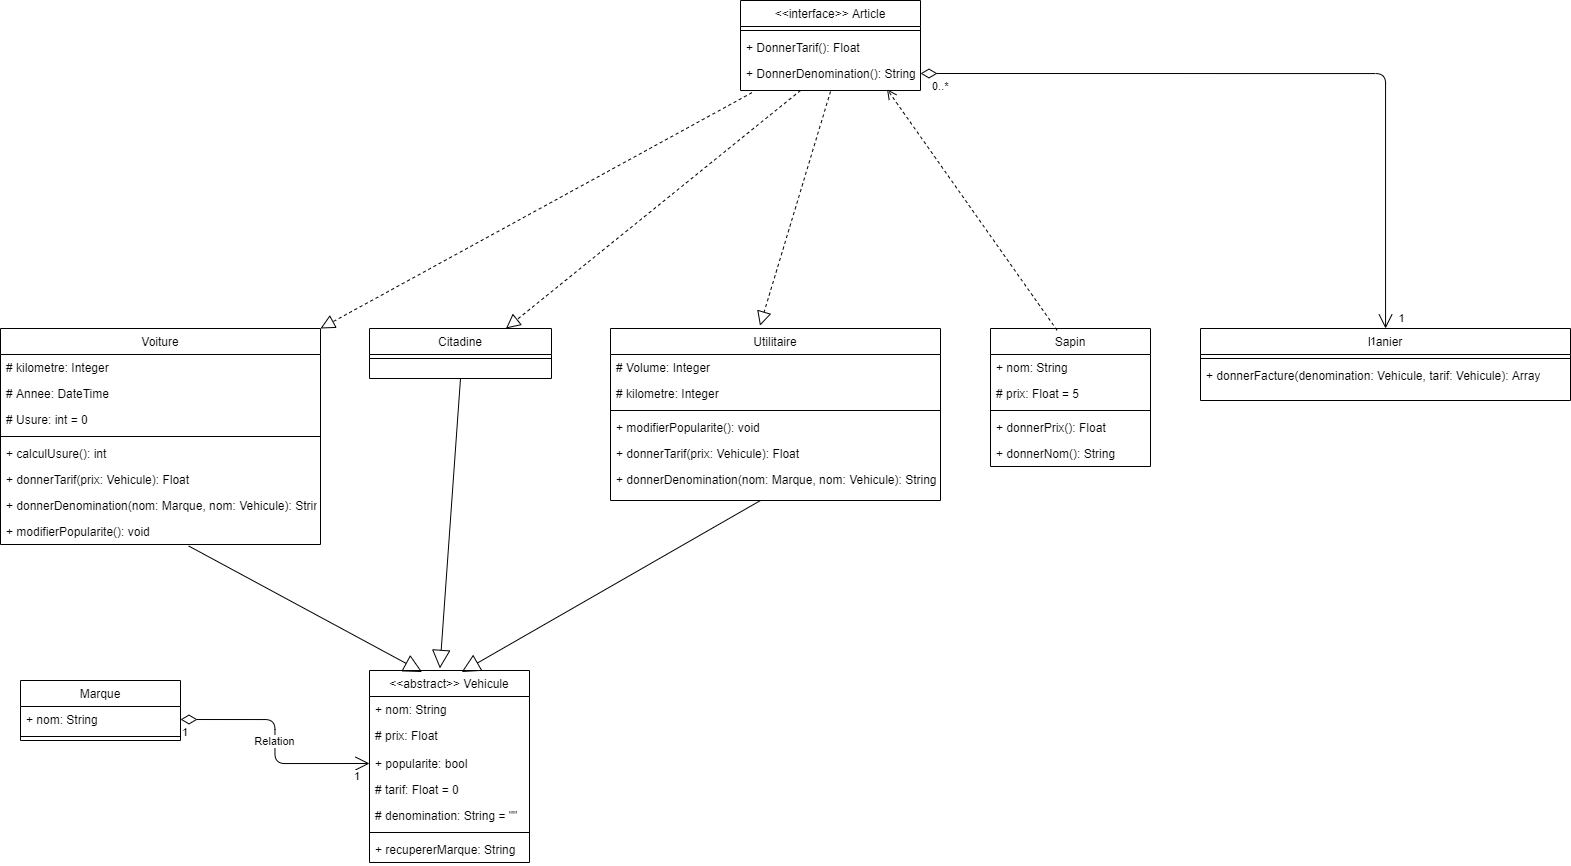 <<interface>> Article
+ DonnerTarif(): Float
+ DonnerDenomination(): String
0..*
1
Voiture
# kilometre: Integer
# Annee: DateTime
# Usure: int = 0
+ calculUsure(): int
+ donnerTarif(prix: Vehicule): Float
+ donnerDenomination(nom: Marque, nom: Vehicule): Strir
+ modifierPopularite(): void
Citadine
Utilitaire
# Volume: Integer
# kilometre: Integer
+ modifierPopularite(): void
+ donnerTarif(prix: Vehicule): Float
+ donnerDenomination(nom: Marque, nom: Vehicule): String
Sapin
+ nom: String
# prix: Float = 5
+ donnerPrix(): Float
+ donnerNom(): String
l1anier
+ donnerFacture(denomination: Vehicule, tarif: Vehicule): Array
Marque
+ nom: String
1
Relation
1
<<abstract>> Vehicule
+ nom: String
# prix: Float
+ popularite: bool
# tarif: Float = 0
# denomination: String = ""
+ recupererMarque: String